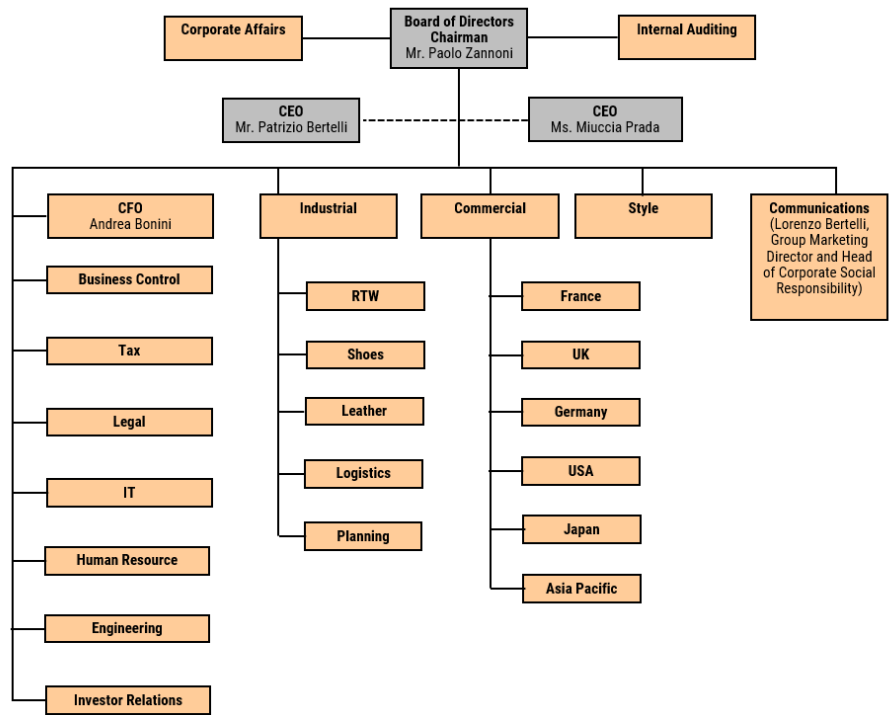 Corporate Affairs
Board of Directors
Chairman
Mr. Paolo Zannoni
Internal Auditing
CEO
Mr. Patrizio Bertelli
CEO
Ms. Miuccia Prada
CFO
Andrea Bonini
Business Control
Tax
Legal
IT
Human Resource
Engineering
Investor Relations
Industrial
RTW
Shoes
Leather
Logistics
Planning
Commercial
France
UK
Germany
USA
Japan
Asia Pacific
Style
Communications
(Lorenzo Bertelli,
Group Marketing
Director and Head
of Corporate Social
Responsibility)